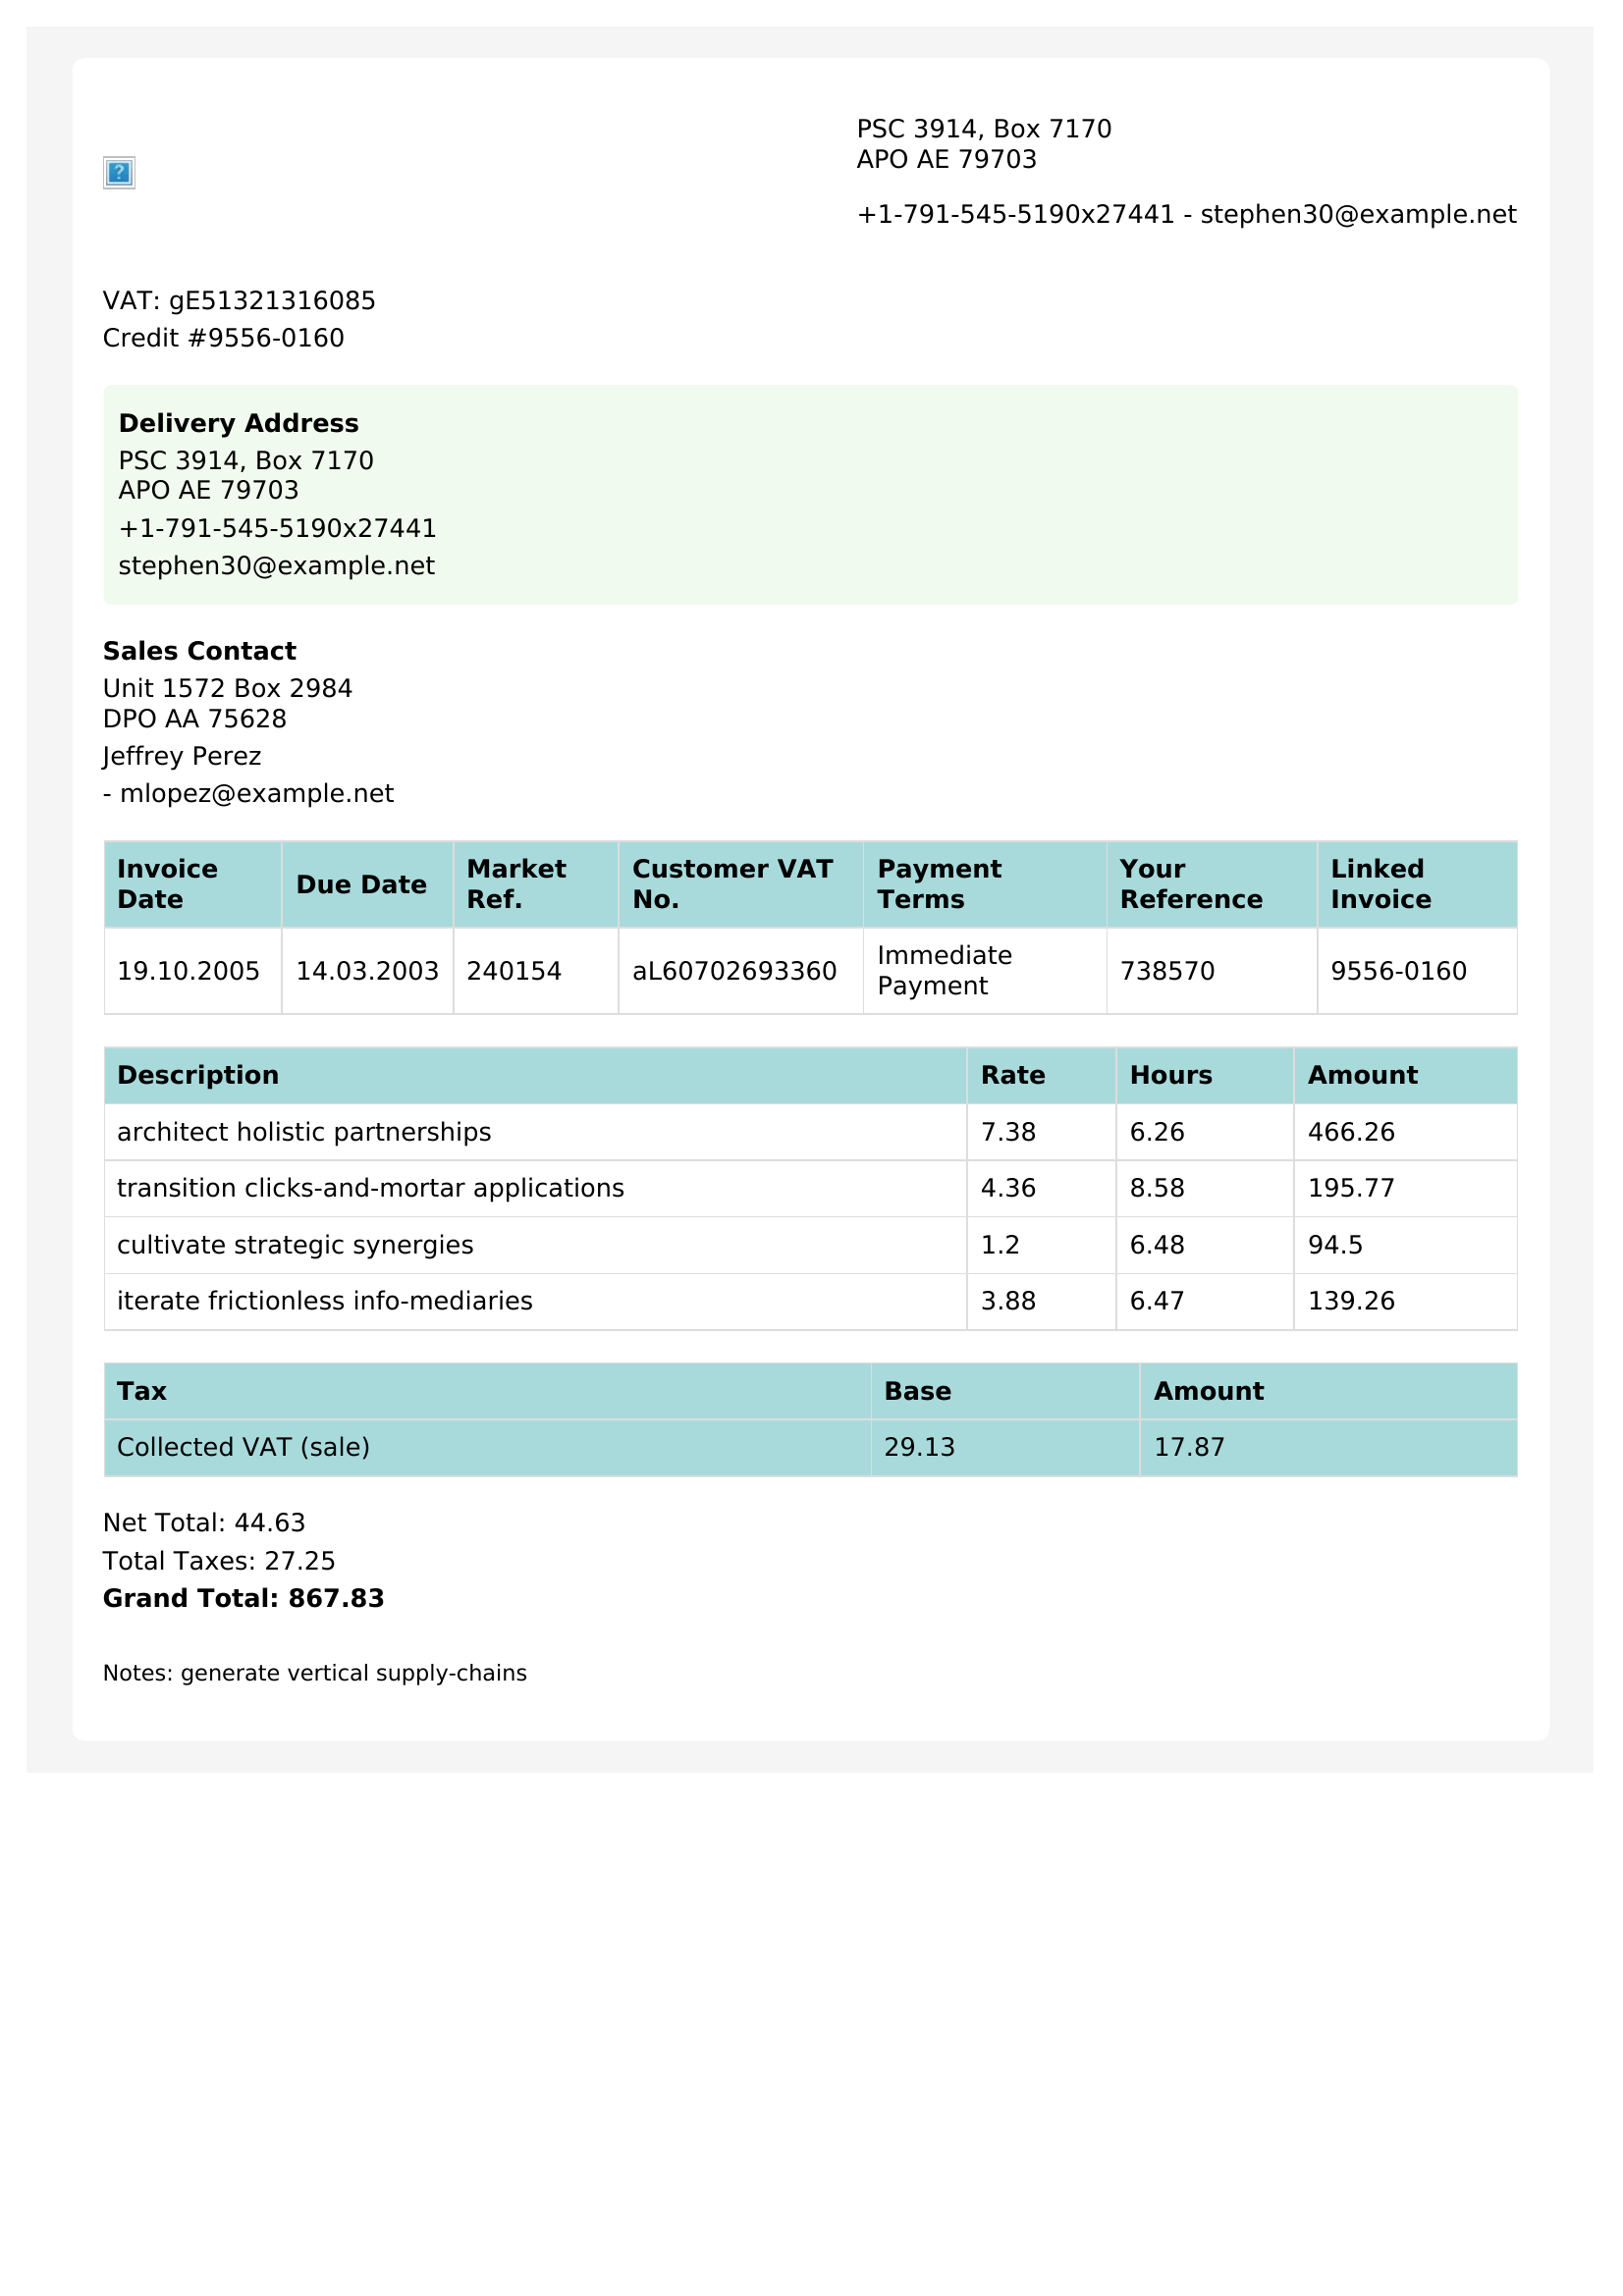 PSC 3914, Box 7170
APO AE 79703
+1-791-545-5190x27441 - stephen30@example.net
VAT: gE51321316085
Credit #9556-0160
Delivery Address
PSC 3914, Box 7170
APO AE 79703
+1-791-545-5190x27441
stephen30@example.net
Sales Contact
Unit 1572 Box 2984
DPO AA 75628
Jeffrey Perez
- mlopez@example.net
Invoice Date Due Date Market Ref. Customer VAT No. Payment Terms Your Reference Linked Invoice
19.10.2005 14.03.2003 240154 aL60702693360 Immediate Payment 738570 9556-0160
Description Rate Hours Amount
architect holistic partnerships 7.38 6.26 466.26
transition clicks-and-mortar applications 4.36 8.58 195.77
cultivate strategic synergies 1.2 6.48 94.5
iterate frictionless info-mediaries 3.88 6.47 139.26
Tax Base Amount
Collected VAT (sale) 29.13 17.87
Net Total: 44.63
Total Taxes: 27.25
Grand Total: 867.83
Notes: generate vertical supply-chains